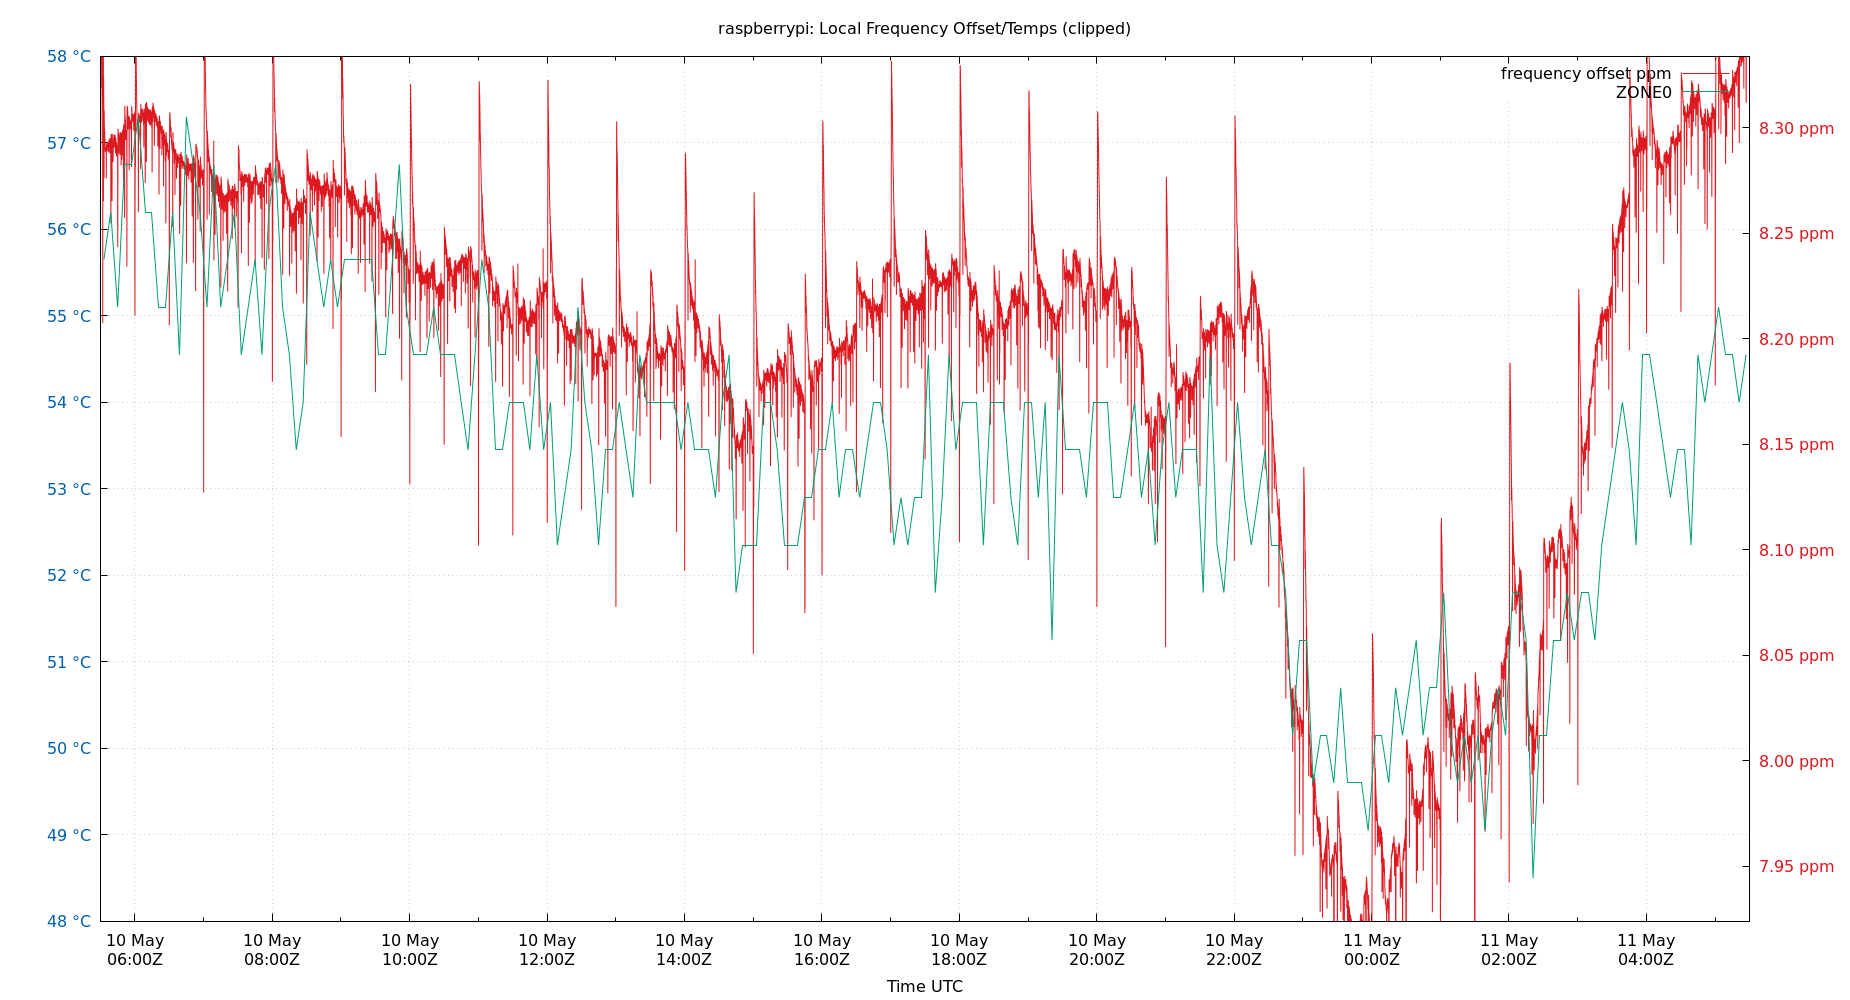 raspberrypi: Local Frequency Offset/Temps (clipped)
58 °C
57 °C
56 °C
55 °C
54 °C
53 °C
52 °C
51 °C
50 °C
49 °C
48 °C
frequency offset ppm
ZONE0
8.30 ppm
8.25 ppm
8.20 ppm
8.15 ppm
8.10 ppm
8.05 ppm
8.00 ppm
7.95 ppm
10 May
06:00Z
10 May
08:00Z
10 May
10:00Z
10 May
12:00Z
10 May
14:00Z
10 May
16:00Z
10 May
18:00Z
10 May
20:00Z
10 May
22:00Z
11 May
00:00Z
11 May
02:00Z
11 May
04:00Z
Time UTC